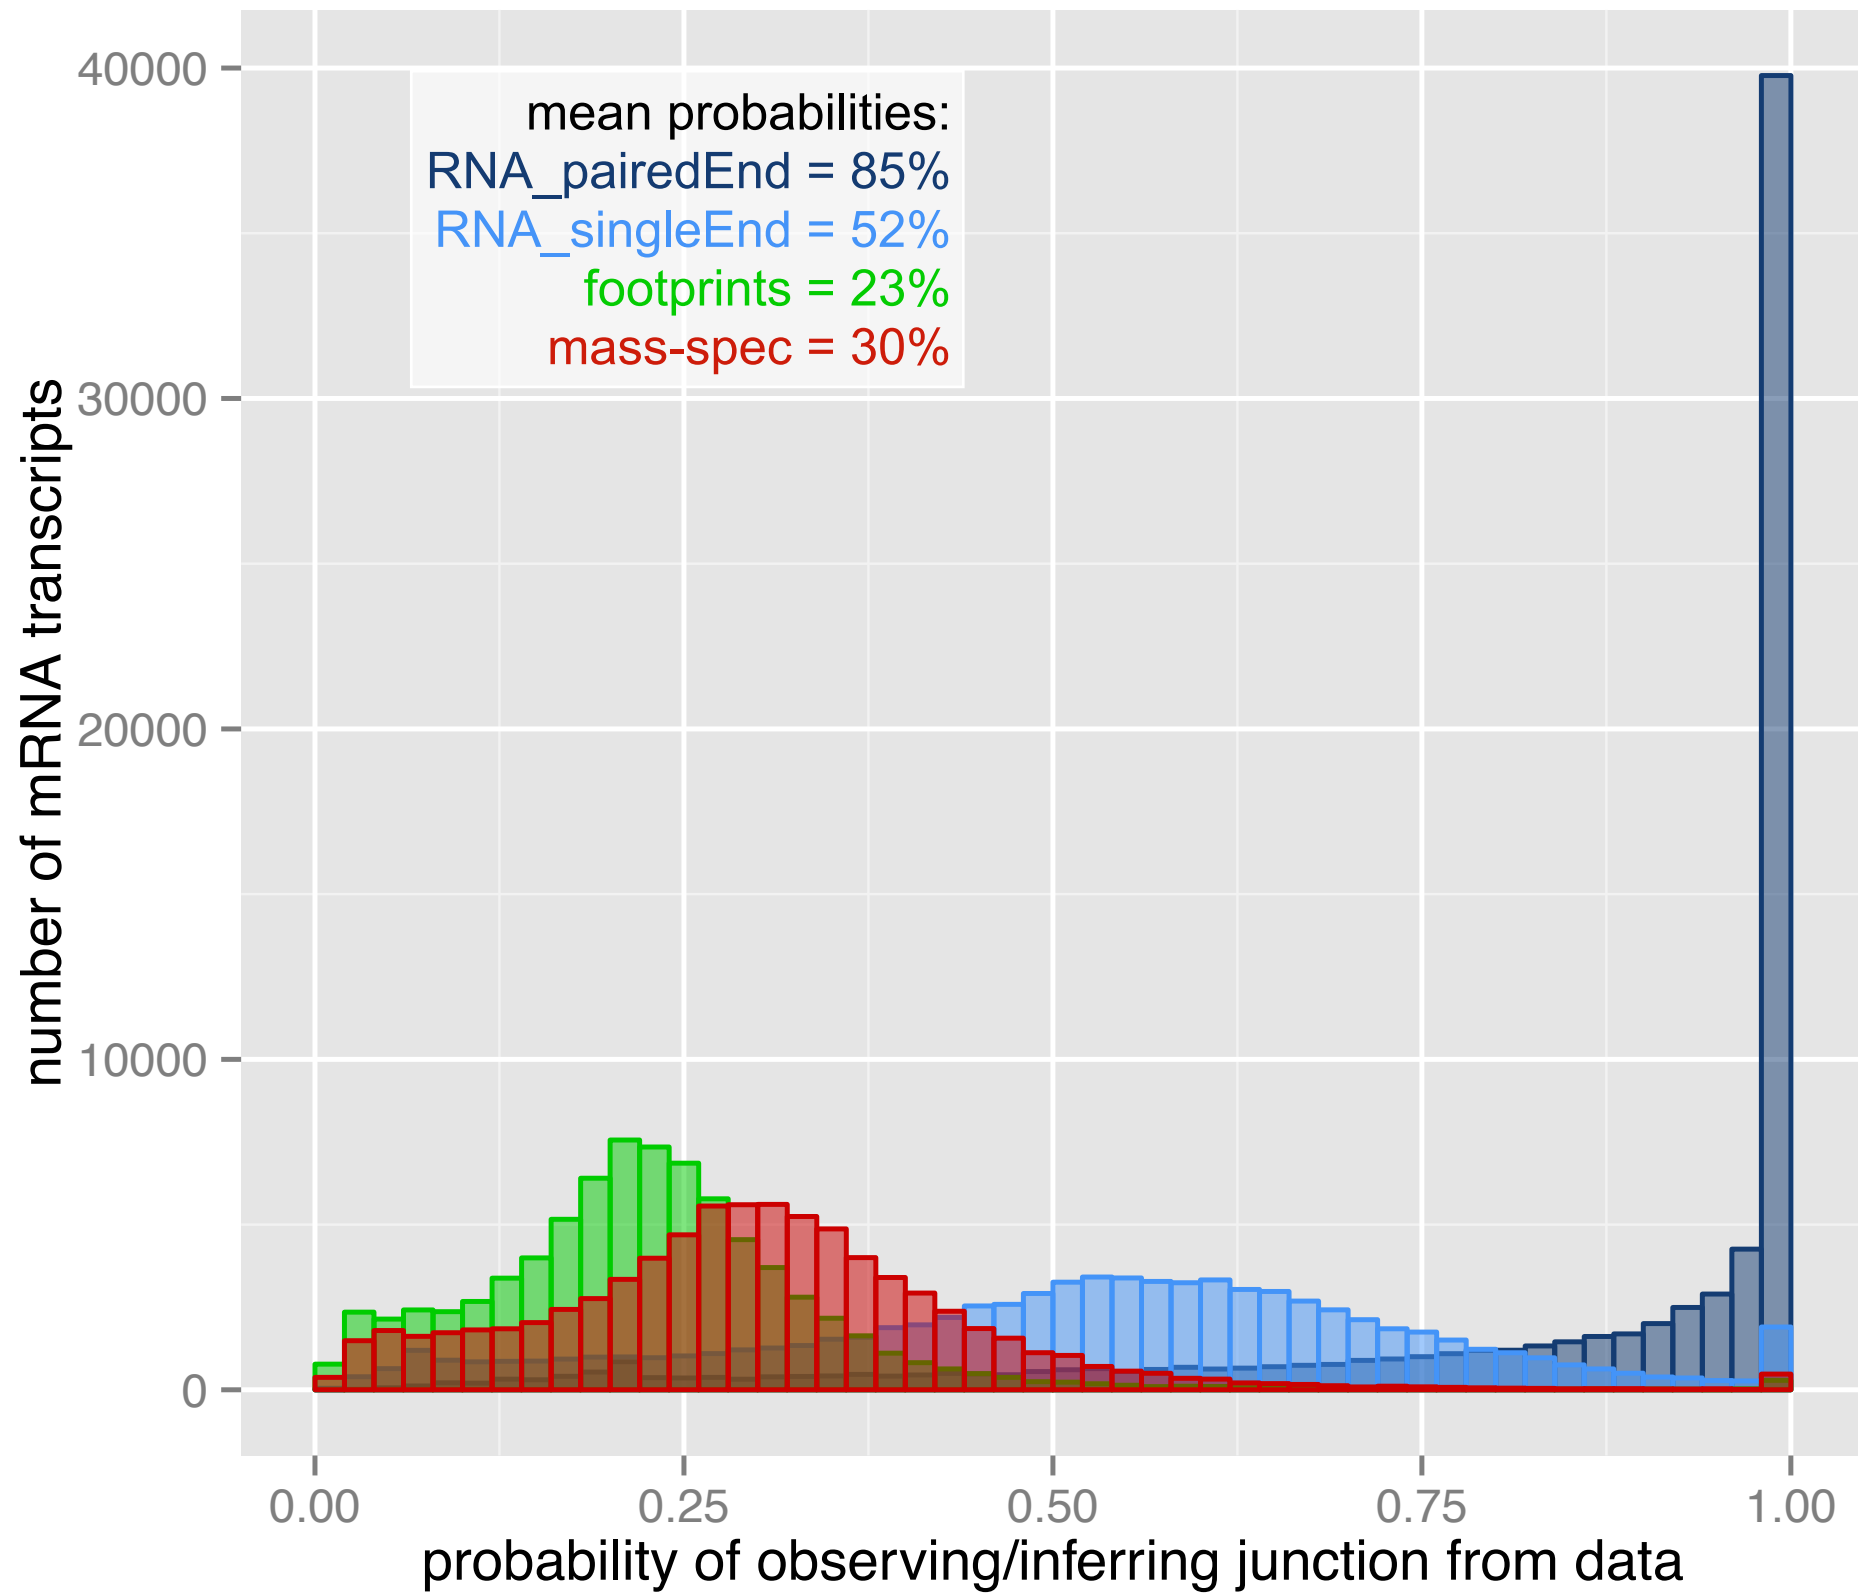 40000
30000
20000
10000
0
number of mRNA transcripts
mean probabilities:
RNA_pairedEnd = 85%
RNA_singleEnd = 52%
footprints = 23%
mass-spec = 30%
0.00 0.25 0.50 0.75 1.00
probability of observing/inferring junction from data